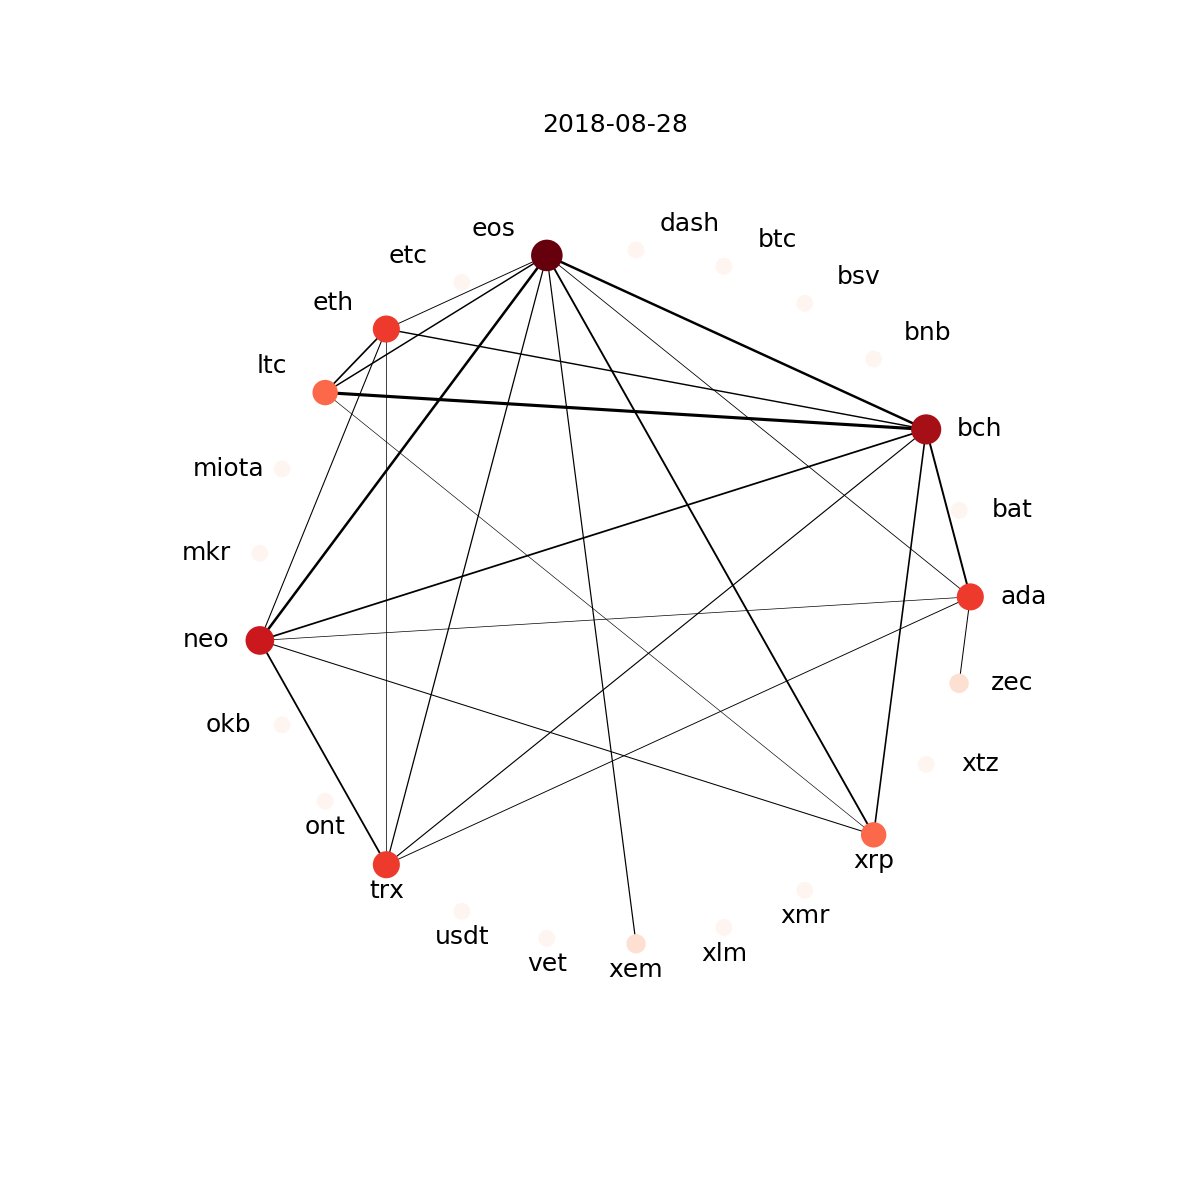 2018-08-28
dash
eos
btc
etc
bsv
eth
bnb
ltc
bch
miota
bat
mkr
ada
neo
zec
okb
xtz
ont
xrp
trx
xmr
usdt
xlm
vet
xem